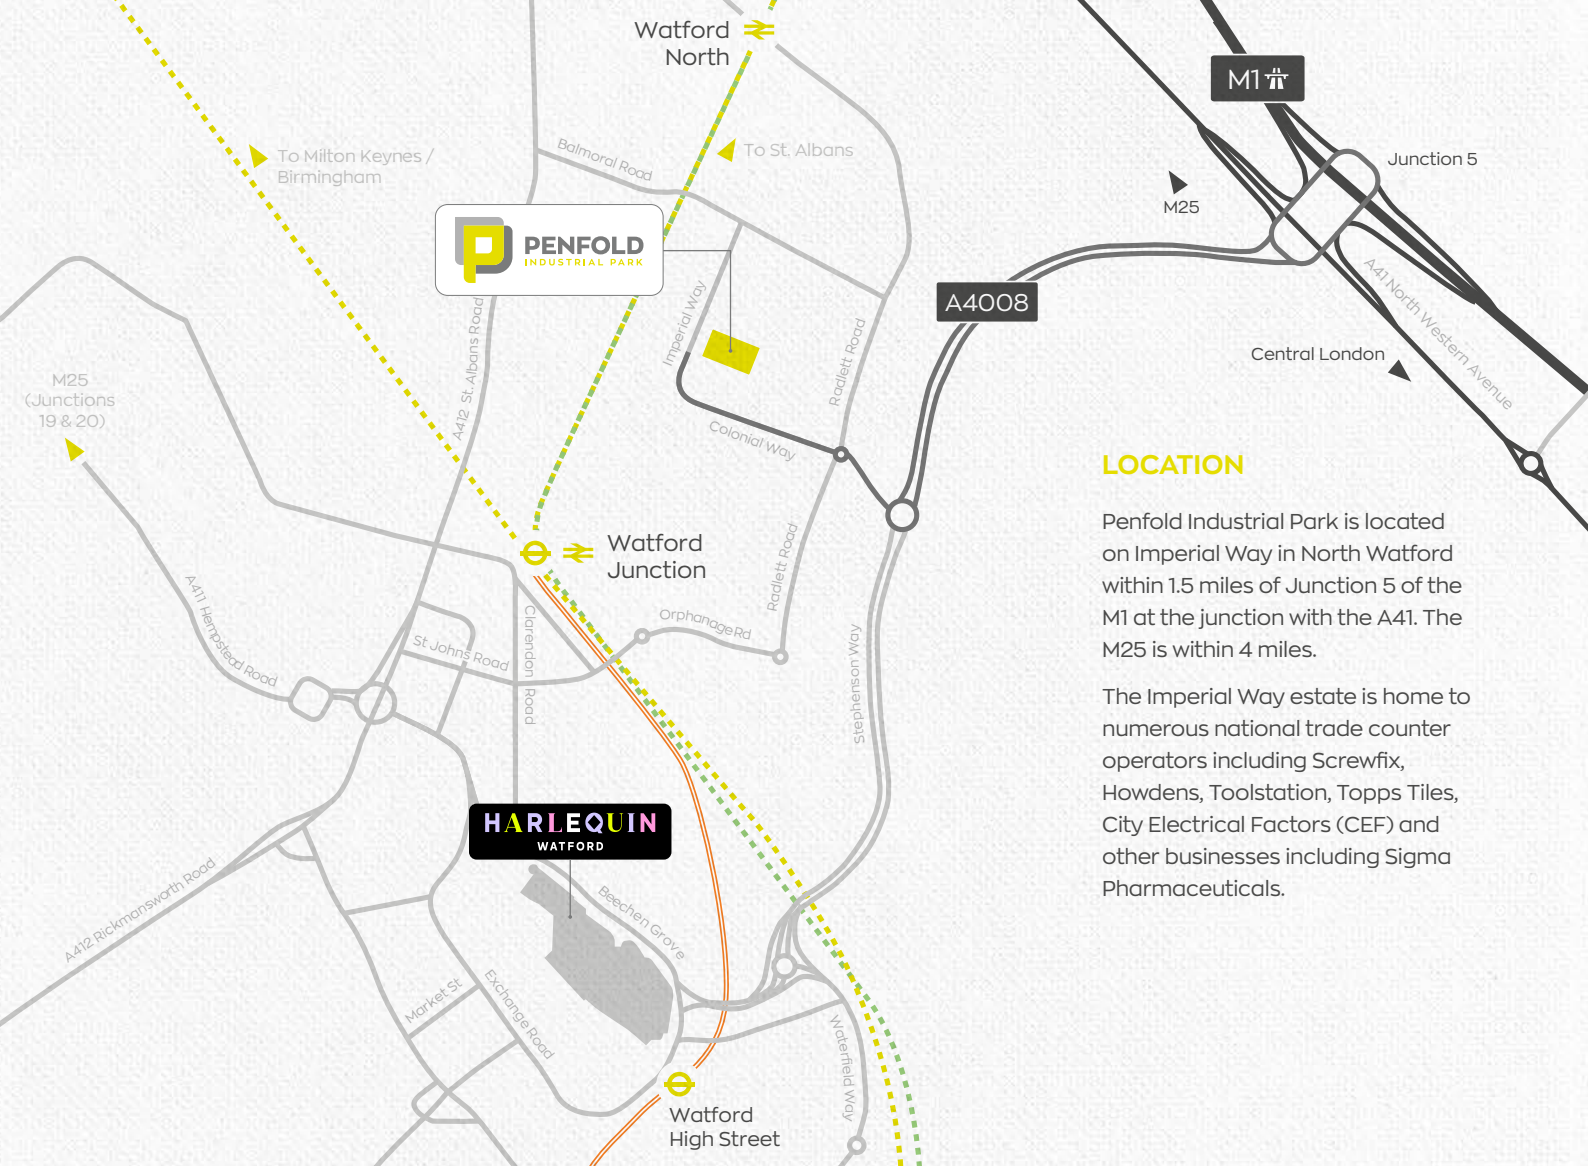 Watford
North
M1
To Milton Keynes /
Birmingham
Balmoral Road
To St. Albans
Junction 5
M25
PENFOLD
INDUSTRIAL PARK
A4008
A41 North Western Avenue
Imperial Way
A412 St. Albans Road
Radlett Road
Central London
M25
(Junctions
19 & 20)
Colonial Way
LOCATION
Penfold Industrial Park is located
on Imperial Way in North Watford
within 1.5 miles of Junction 5 of the
M1 at the junction with the A41. The
M25 is within 4 miles.
The Imperial Way estate is home to
numerous national trade counter
operators including Screwfix,
Howdens, Toolstation, Topps Tiles,
City Electrical Factors (CEF) and
other businesses including Sigma
Pharmaceuticals.
Watford
Junction
Radlett Road
A411 Hempstead Road
Clarendon Road
Orphanage Rd
St Johns Road
Stephenson Way
HARLEQUIN
WATFORD
A412 Rickmansworth Road
Beechen Grove
Market St
Exchange Road
Waterfield Way
Watford
High Street